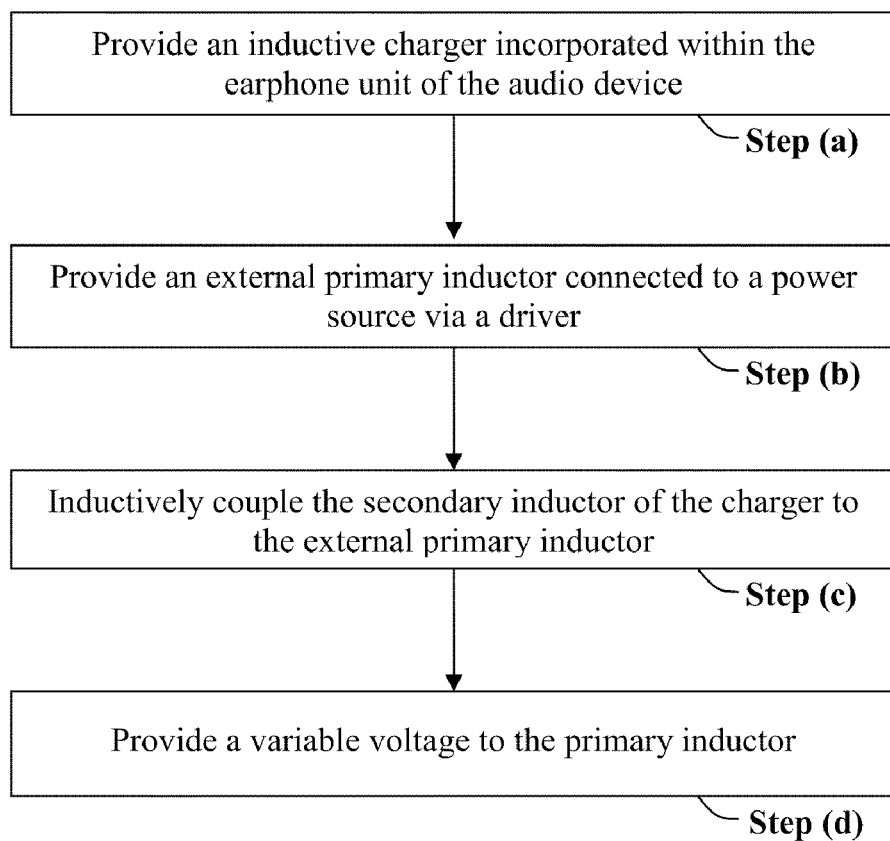 Provide an inductive charger incorporated within the
earphone unit of the audio device
Step (a)
Provide an external primary inductor connected to a power
source via a driver
Step (b)
Inductively couple the secondary inductor of the charger to
the external primary inductor
Step (c)
Provide a variable voltage to the primary inductor
Step (d)